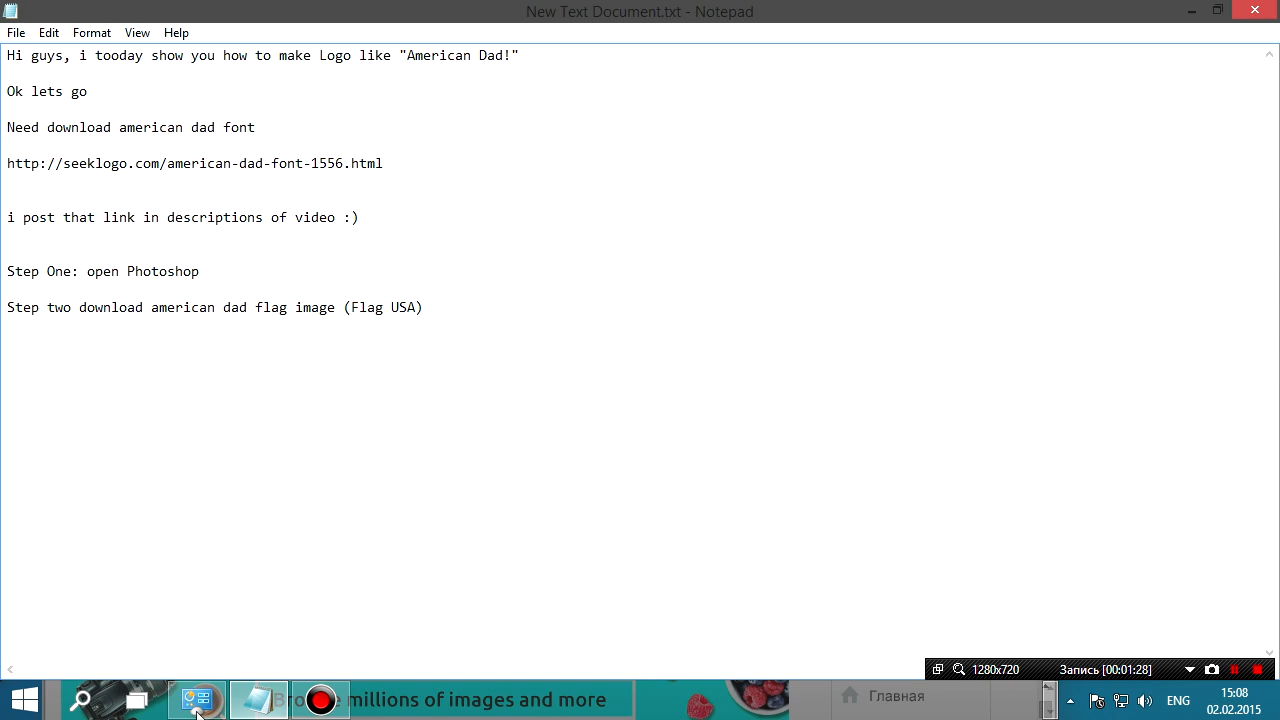 New Text Document.txt - Notepad
File Edit Format View Help
Hi guys, i tooday show you how to make Logo like "American Dad!"
Ok lets go
Need download american dad font
http://seeklogo.com/american-dad-font-1556.html
i post that link in descriptions of video :)
Step One: open Photoshop
Step two download american dad flag image (Flag USA)
1280x720 Запись [00:01:28]
millions of images and more
Главная
ENG
15:08
02.02.2015